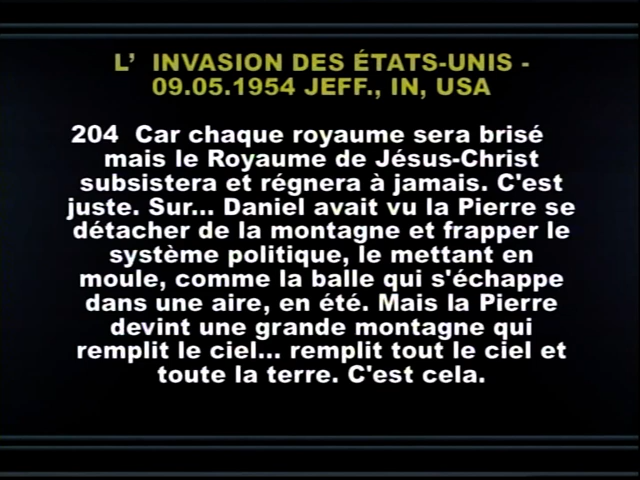 L’ INVASION DES ÉTATS-UNIS -
09.05.1954 JEFF., IN, USA
204 Car chaque royaume sera brisé
mais le Royaume de Jésus-Christ
subsistera et régnera à jamais. C'est
juste. Sur... Daniel avait vu la Pierre se
détacher de la montagne et frapper le
système politique, le mettant en
moule, comme la balle qui s'échappe
dans une aire, en été. Mais la Pierre
devint une grande montagne qui
remplit le ciel... remplit tout le ciel et
toute la terre. C'est cela.